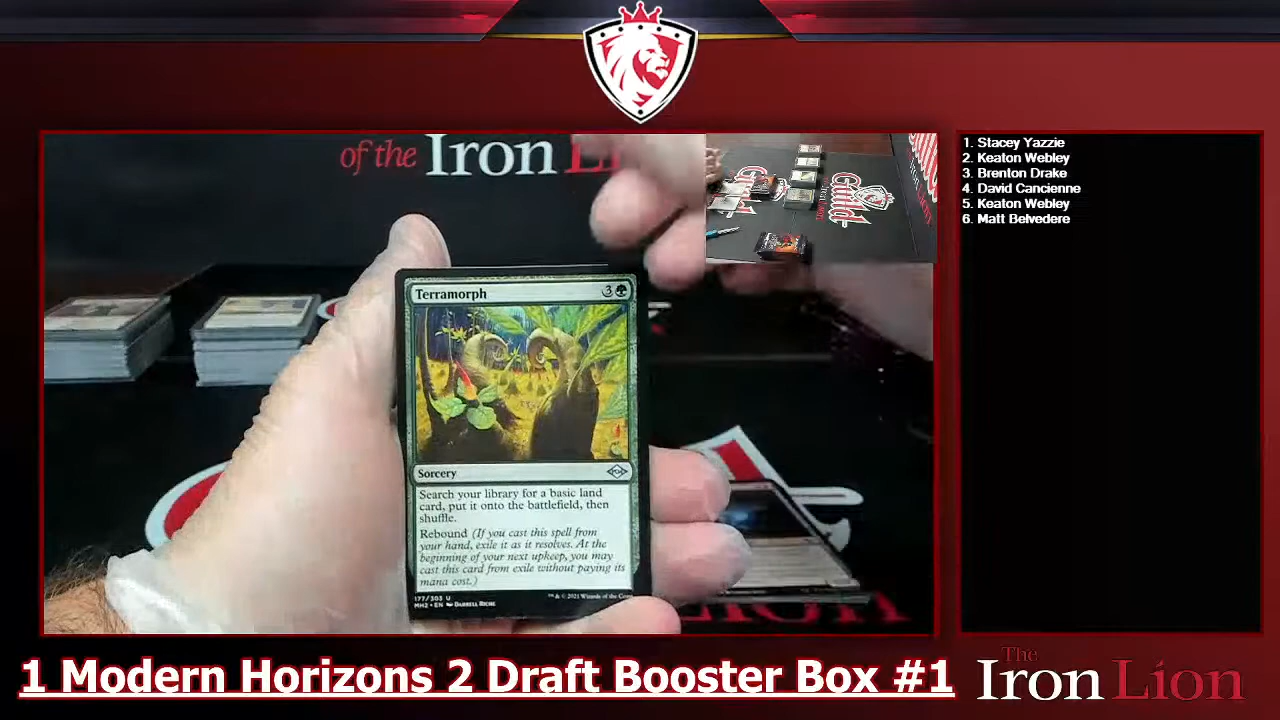 of the Iron
1. Stacey Yazzie
2. Keaton Webley
3. Brenton Drake
4. David Cancienne
5. Keaton Webley
6. Matt Belvedere
Guild
Terramorph 3
Sorcery
Search your library for a basic land
card, put it onto the battlefield, then
shuffle.
Rebound (If you cast this spell from
your hand, exile it as it resolves. At the
beginning of your next upkeep, you may
cast this card from exile without paying its
mana cost.)
177/303 U
MH2 • EN Darrell Riche
™ & © 2021 Wizards of the Coast
1 Modern Horizons 2 Draft Booster Box #1
The
Iron Lion